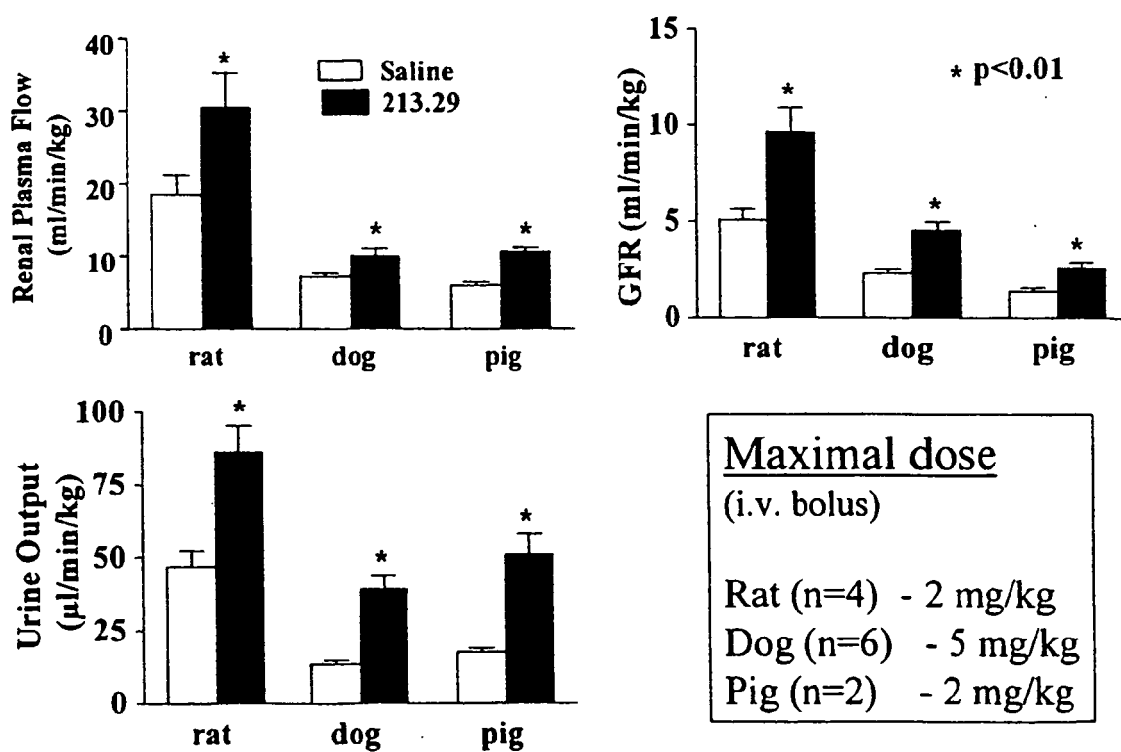 Renal Plasma Flow
(ml/min/kg)
40
30
20
10
0
*
*
*
Saline
213.29
rat dog pig
GFR (ml/min/kg)
15
10
5
0
*
*
*
* p<0.01
rat dog pig
Urine Output
(µl/min/kg)
100
75
50
25
0
*
*
*
rat dog pig
Maximal dose
(i.v. bolus)
Rat (n=4) - 2 mg/kg
Dog (n=6) - 5 mg/kg
Pig (n=2) - 2 mg/kg